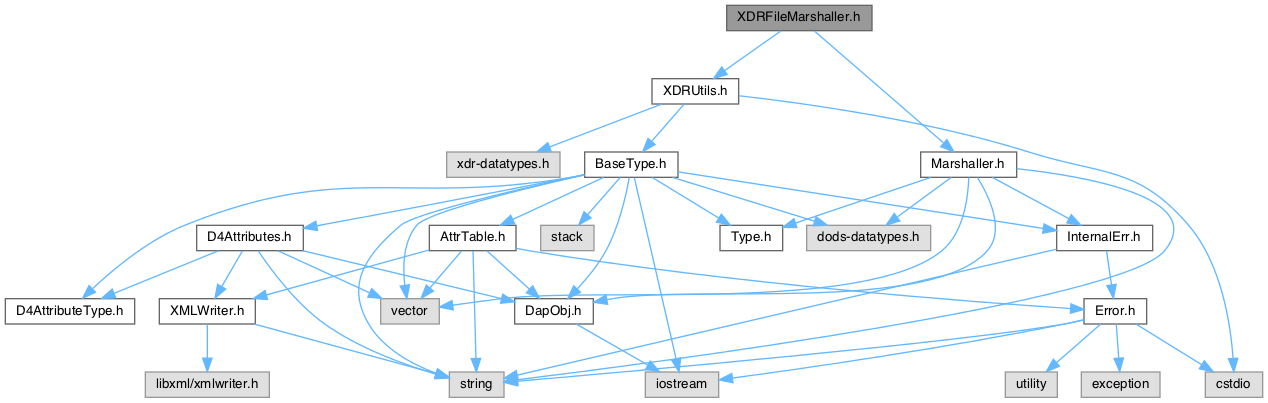 XDRFileMarshaller.h
XDRUtils.h
xdr-datatypes.h
BaseType.h
Marshaller.h
D4Attributes.h
AttrTable.h
stack
Type.h
dods-datatypes.h
InternalErr.h
D4AttributeType.h
XMLWriter.h
vector
DapObj.h
Error.h
libxml/xmlwriter.h
string
iostream
utility
exception
cstdio